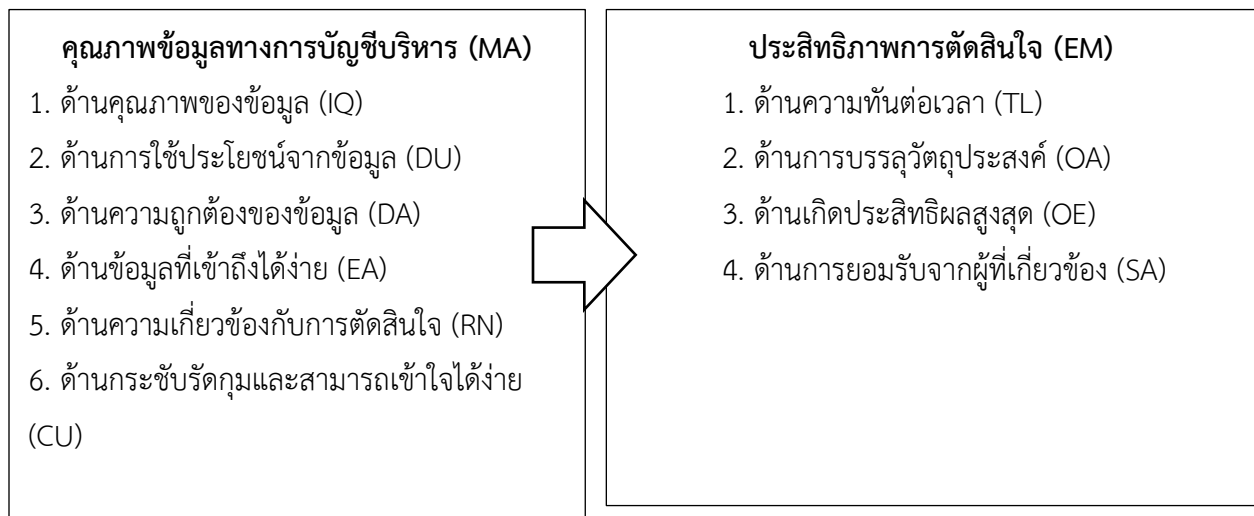 คุณภาพข้อมูลทางการบัญชีบริหาร (MA)
1. ด้านคุณภาพของข้อมูล (IQ)
2. ด้านการใช้ประโยชน์จากข้อมูล (DU)
3. ด้านความถูกต้องของข้อมูล (DA)
4. ด้านข้อมูลที่เข้าถึงได้ง่าย (EA)
5. ด้านความเกี่ยวข้องกับการตัดสินใจ (RN)
6. ด้านกระชับรัดกุมและสามารถเข้าใจได้ง่าย
(CU)
ประสิทธิภาพการตัดสินใจ (EM)
1. ด้านความทันต่อเวลา (TL)
2. ด้านการบรรลุวัตถุประสงค์ (OA)
3. ด้านเกิดประสิทธิผลสูงสุด (OE)
4. ด้านการยอมรับจากผู้ที่เกี่ยวข้อง (SA)